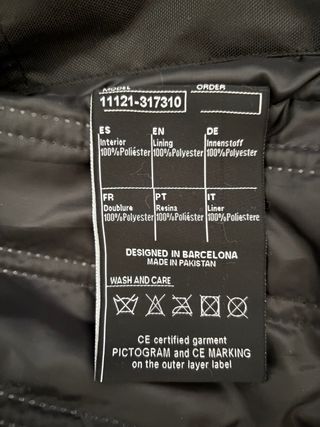 MODEL
ORDER
11121-317310
ES
Interior
100%Poliéster
EN
Lining
100%Polyester
DE
Innenstoff
100%Polyester
FR
Doublure
100%Polyester
PT
Resina
100%Poliéster
IT
Liner
100%Poliestere
DESIGNED IN BARCELONA
MADE IN PAKISTAN
WASH AND CARE
CE certified garment
PICTOGRAM and CE MARKING
on the outer layer label